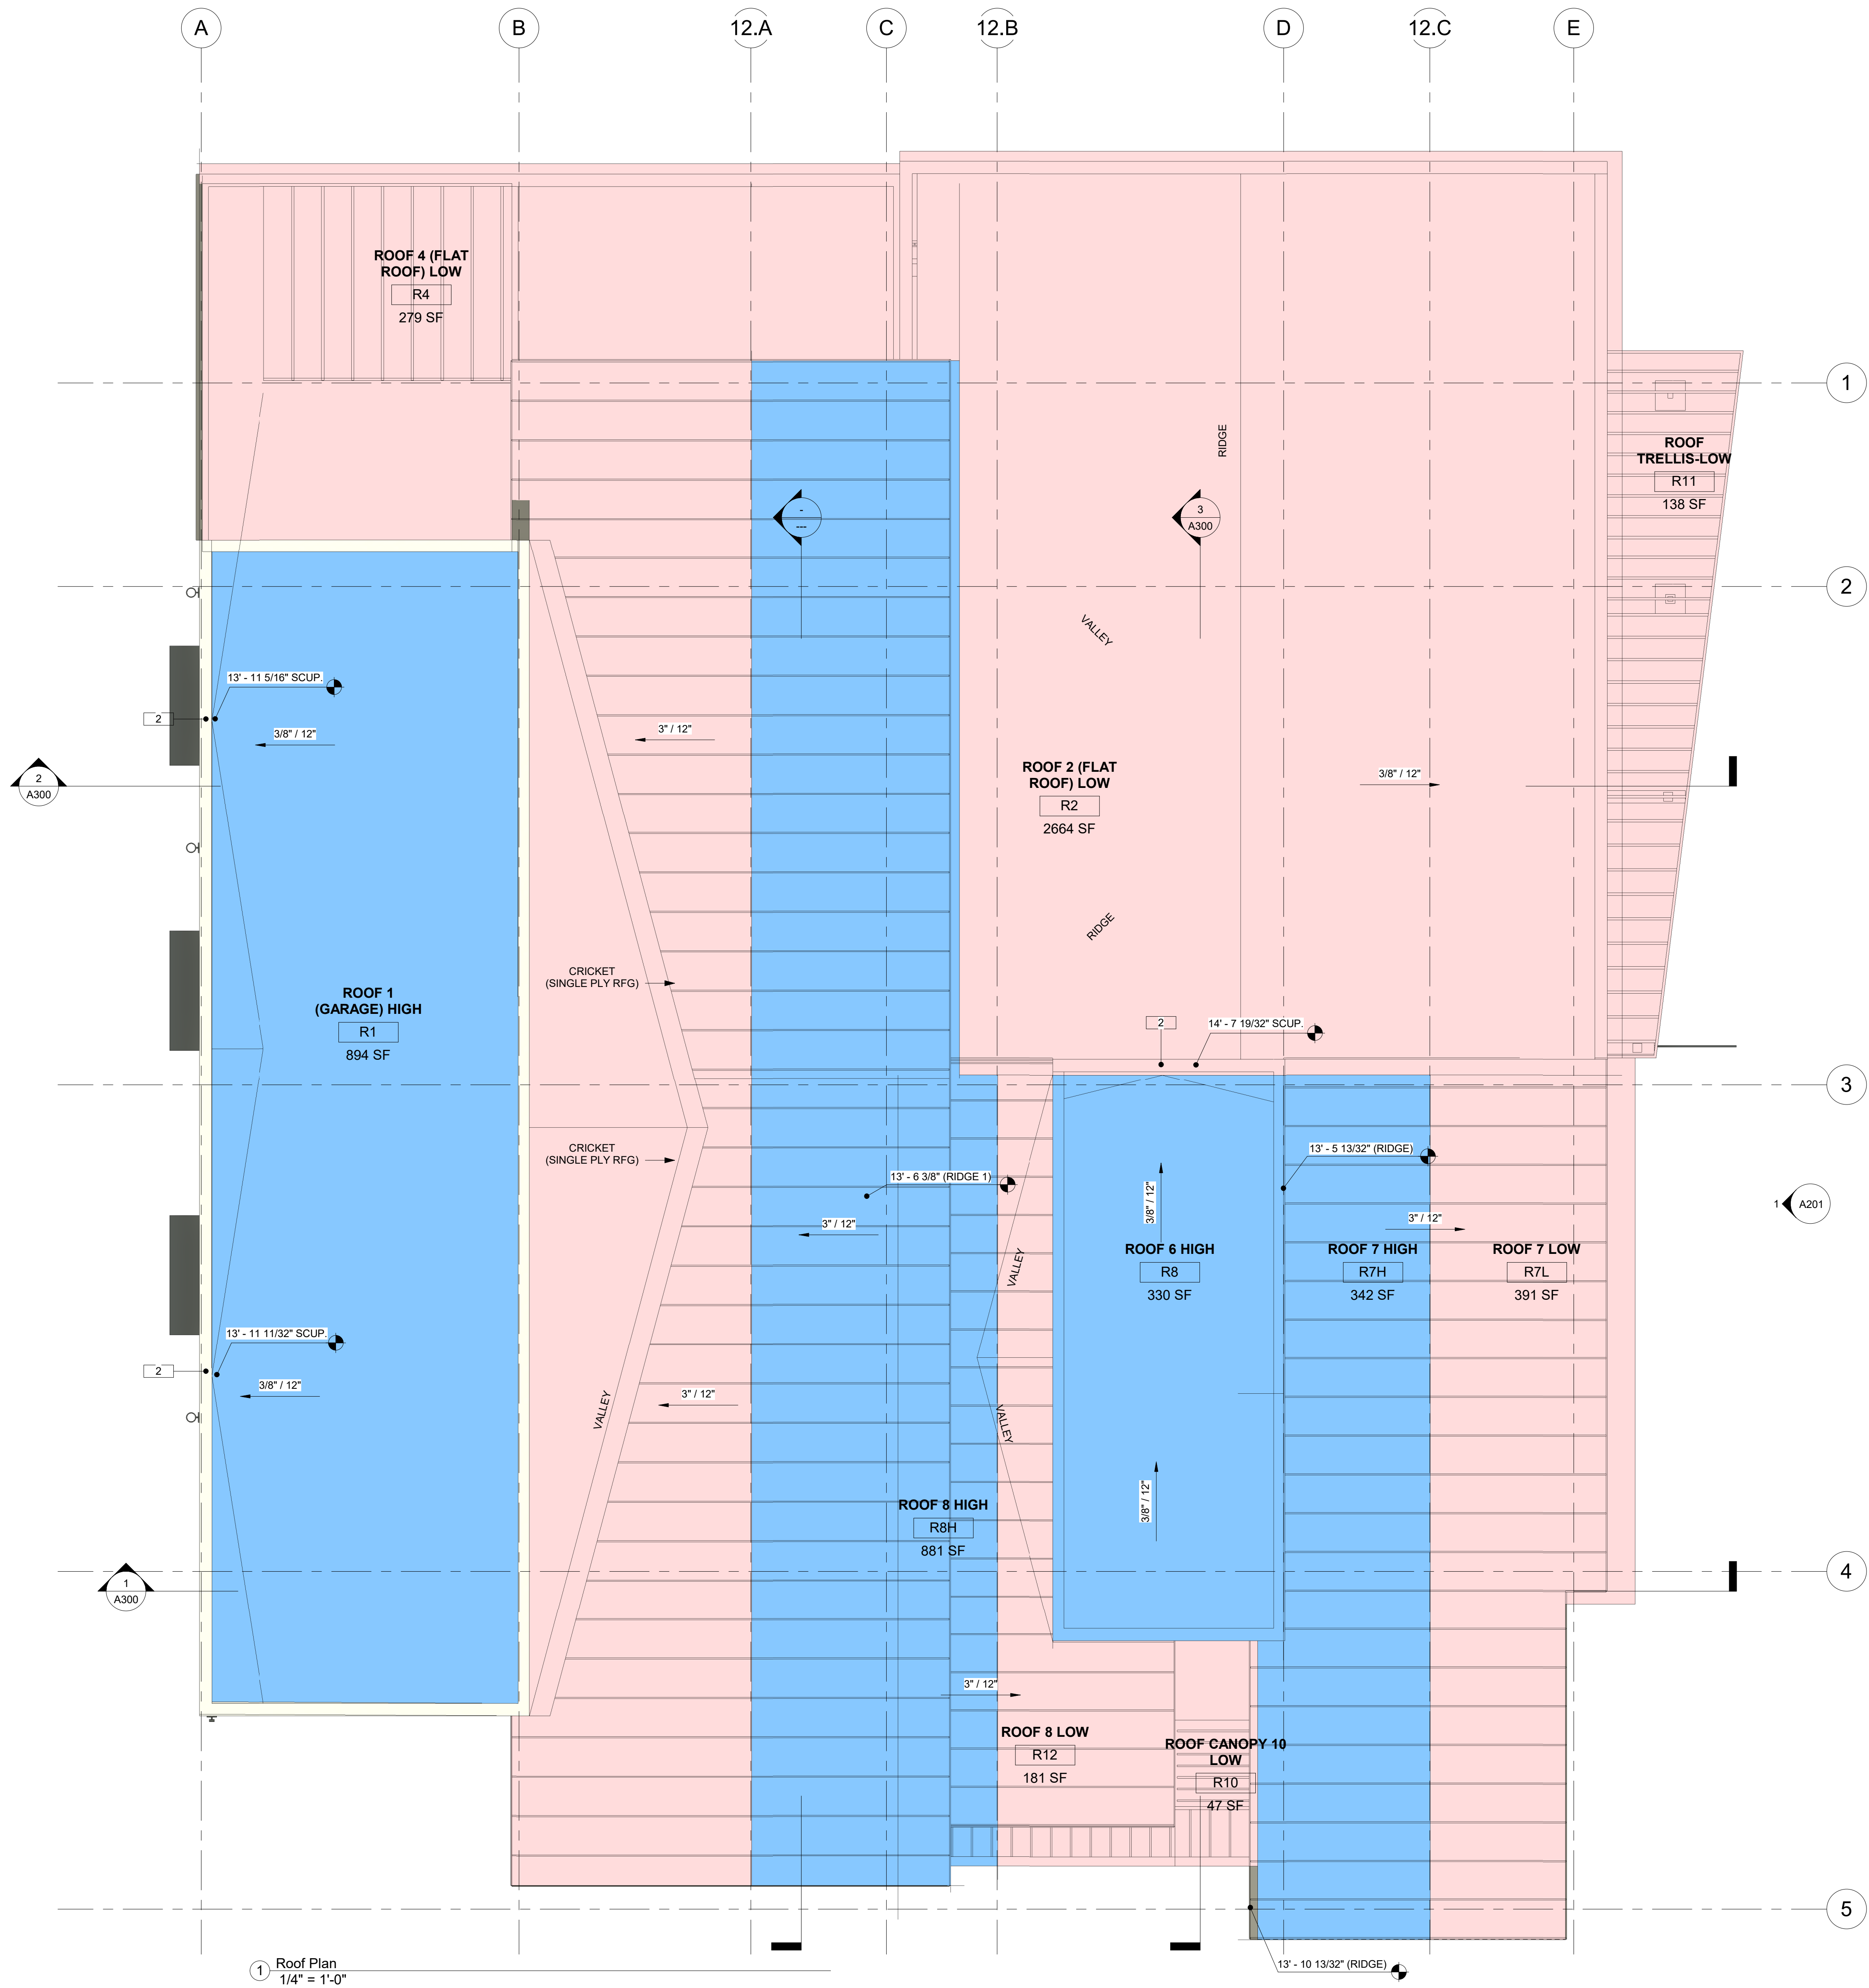 A
B
12.A
C
12.B
D
12.C
E
ROOF 4 (FLAT
ROOF) LOW
R4
279 SF
1
RIDGE
ROOF
TRELLIS-LOW
R11
138 SF
-
---
3
A300
2
VALLEY
13' - 11 5/16" SCUP.
2
3/8" / 12"
3" / 12"
2
A300
ROOF 2 (FLAT
ROOF) LOW
R2
2664 SF
3/8" / 12"
RIDGE
CRICKET
(SINGLE PLY RFG)
ROOF 1
(GARAGE) HIGH
R1
894 SF
2
14' - 7 19/32" SCUP.
3
CRICKET
(SINGLE PLY RFG)
13' - 5 13/32" (RIDGE)
13' - 6 3/8" (RIDGE 1)
3/8" / 12"
1
A201
3" / 12"
3" / 12"
VALLEY
ROOF 6 HIGH
R8
330 SF
ROOF 7 HIGH
R7H
342 SF
ROOF 7 LOW
R7L
391 SF
13' - 11 11/32" SCUP.
2
3/8" / 12"
3" / 12"
VALLEY
VALLEY
3/8" / 12"
ROOF 8 HIGH
R8H
881 SF
4
1
A300
3" / 12"
ROOF 8 LOW
R12
181 SF
ROOF CANOPY 10
LOW
R10
47 SF
5
13' - 10 13/32" (RIDGE)
1
Roof Plan
1/4" = 1'-0"